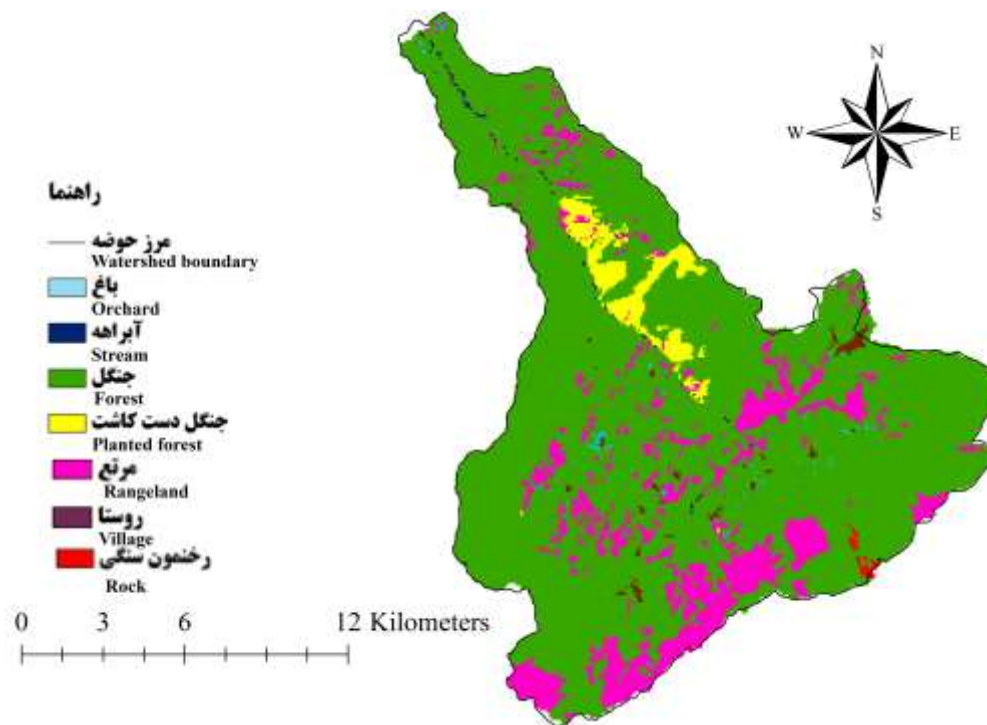 راهنما
مرز حوضه
Watershed boundary
باغ
Orchard
آبراهه
Stream
جنگل
Forest
جنگل دست کاشت
Planted forest
مرتع
Rangeland
روستا
Village
رخنمون سنگی
Rock
0 3 6 12 Kilometers
N
W E
S